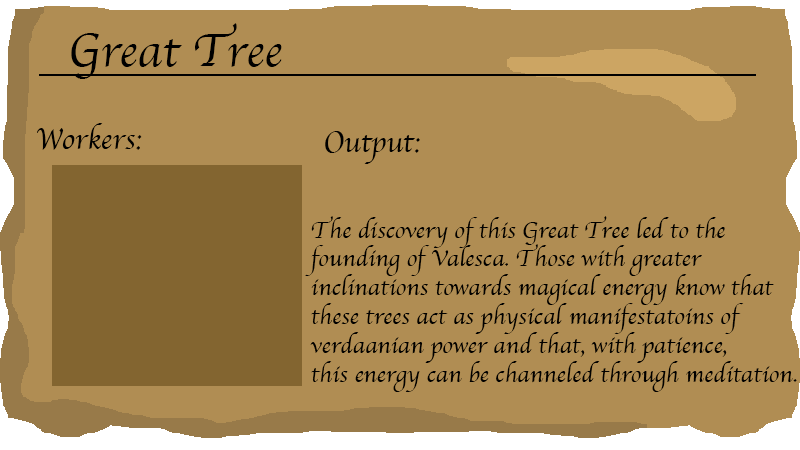 Great Tree
Workers:
Output:
The discovery of this Great Tree led to the
founding of Valesca. Those with greater
inclinations towards magical energy know that
these trees act as physical manifestatoins of
verdaanian power and that, with patience,
this energy can be channeled through meditation.